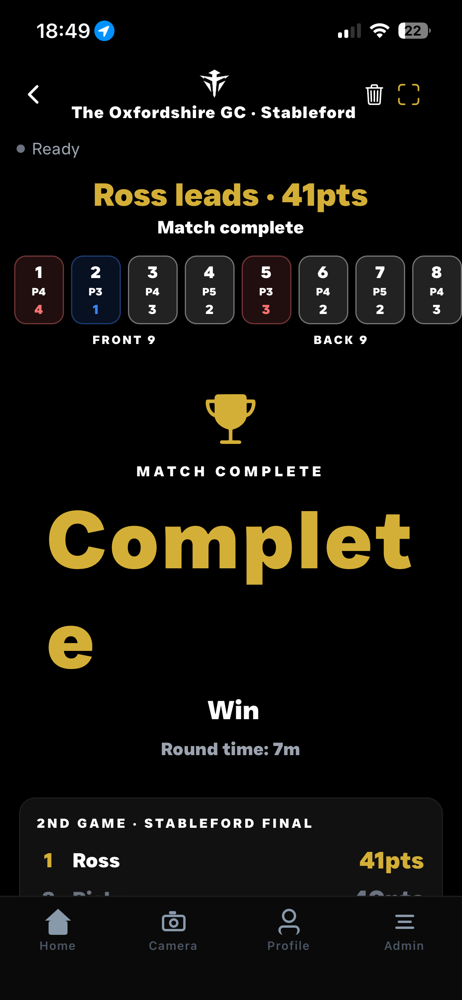 18:49
22
The Oxfordshire GC · Stableford
Ready
Ross leads · 41pts
Match complete
1 2 3 4 5 6 7 8
P4 P3 P4 P5 P3 P4 P5 P4
4 1 3 2 3 2 2 3
FRONT 9 BACK 9
MATCH COMPLETE
Complet
e
Win
Round time: 7m
2ND GAME · STABLEFORD FINAL
1 Ross 41pts
Home Camera Profile Admin